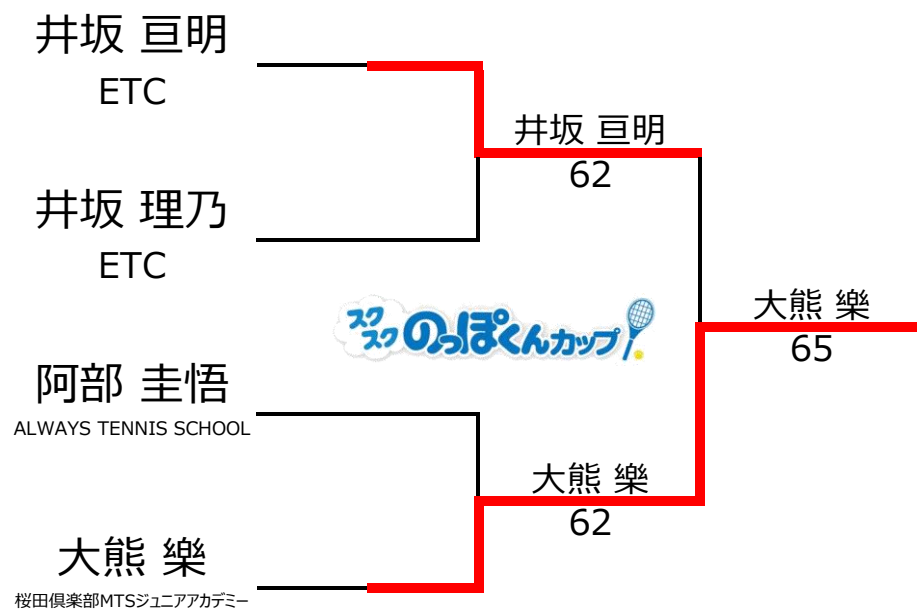 井坂 亘明
ETC
井坂 亘明
62
井坂 理乃
ETC
スクスク のっぽくんカップ
大熊 樂
65
阿部 圭悟
ALWAYS TENNIS SCHOOL
大熊 樂
62
大熊 樂
桜田倶楽部MTSジュニアアカデミー